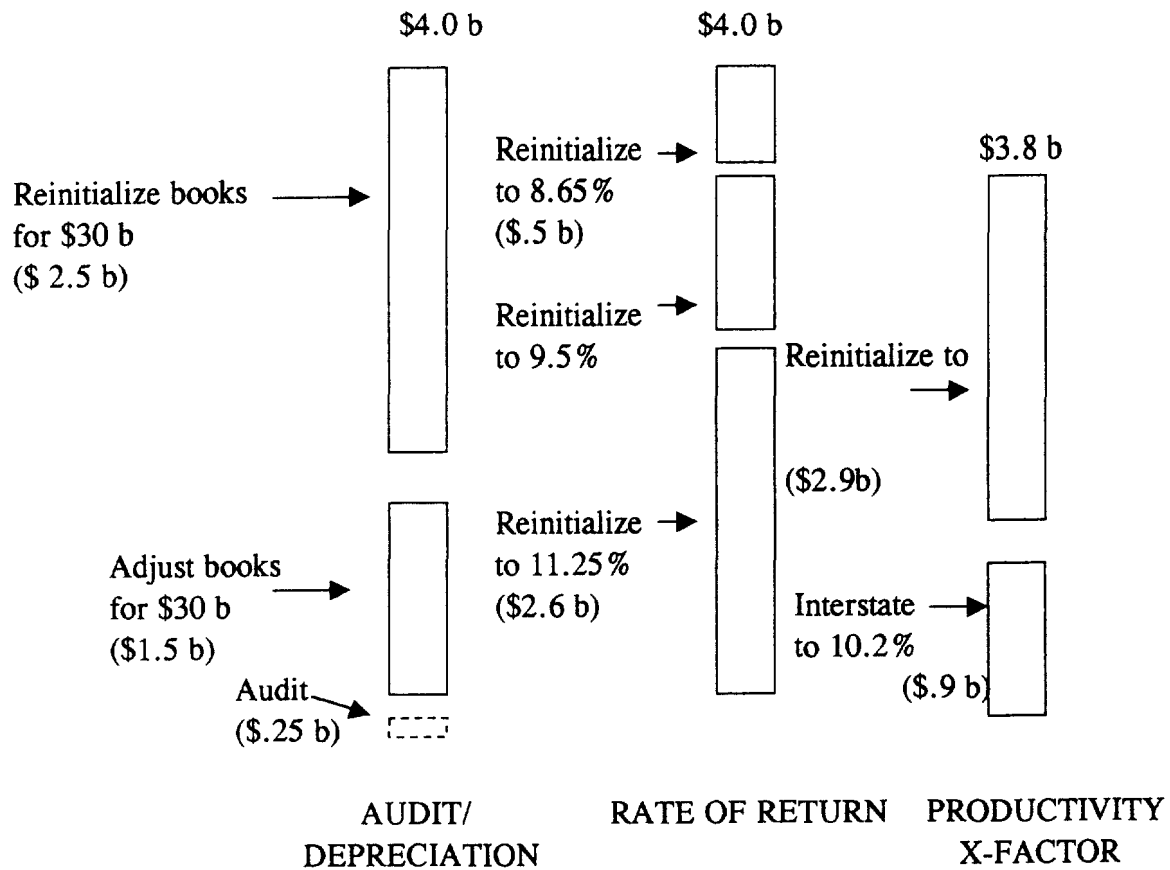 $4.0 b
$4.0 b
$3.8 b
Reinitialize books
for $30 b
($ 2.5 b)
Reinitialize
to 8.65%
($.5 b)
Reinitialize
to 9.5%
Reinitialize to
($2.9b)
Adjust books
for $30 b
($1.5 b)
Reinitialize
to 11.25%
($2.6 b)
Interstate
to 10.2%
($.9 b)
Audit
($.25 b)
AUDIT/
DEPRECIATION
RATE OF RETURN
PRODUCTIVITY
X-FACTOR